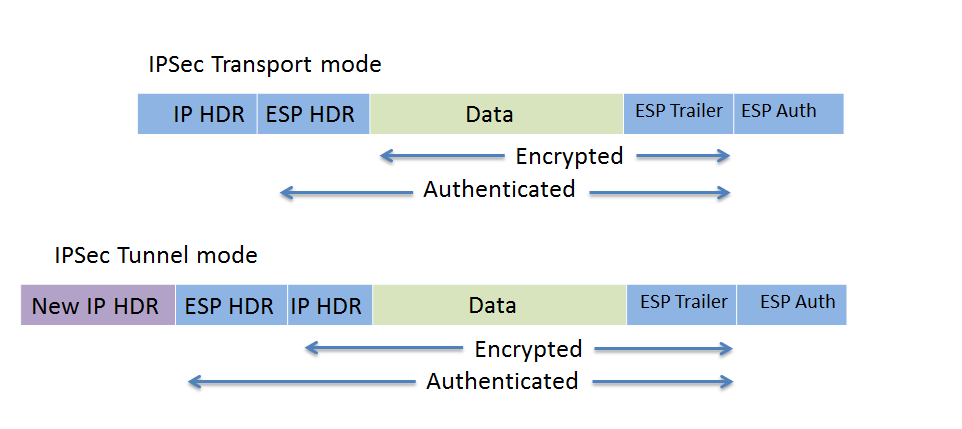 IPSec Transport mode
IP HDR ESP HDR Data ESP Trailer ESP Auth
Encrypted
Authenticated
IPSec Tunnel mode
New IP HDR ESP HDR IP HDR Data ESP Trailer ESP Auth
Encrypted
Authenticated